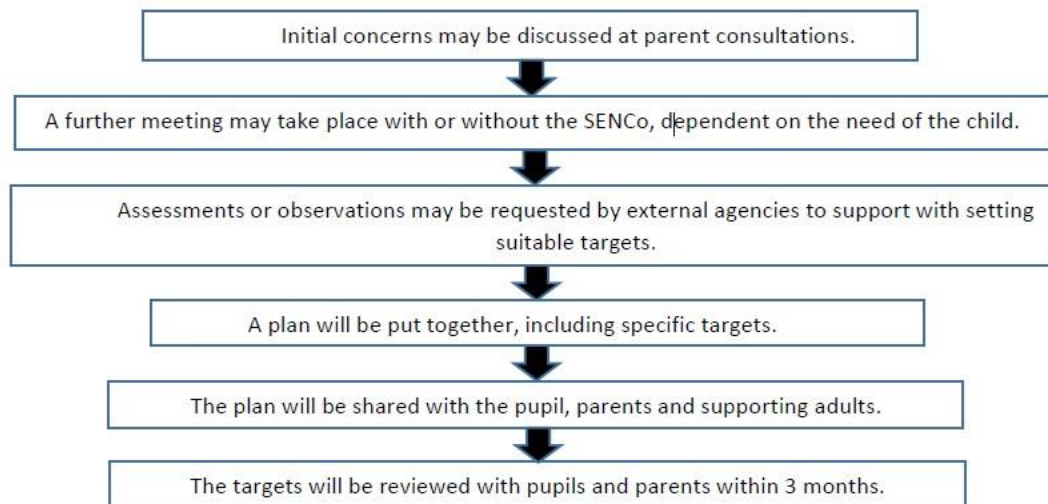 Initial concerns may be discussed at parent consultations.
A further meeting may take place with or without the SENCo, dependent on the need of the child.
Assessments or observations may be requested by external agencies to support with setting
suitable targets.
A plan will be put together, including specific targets.
The plan will be shared with the pupil, parents and supporting adults.
The targets will be reviewed with pupils and parents within 3 months.